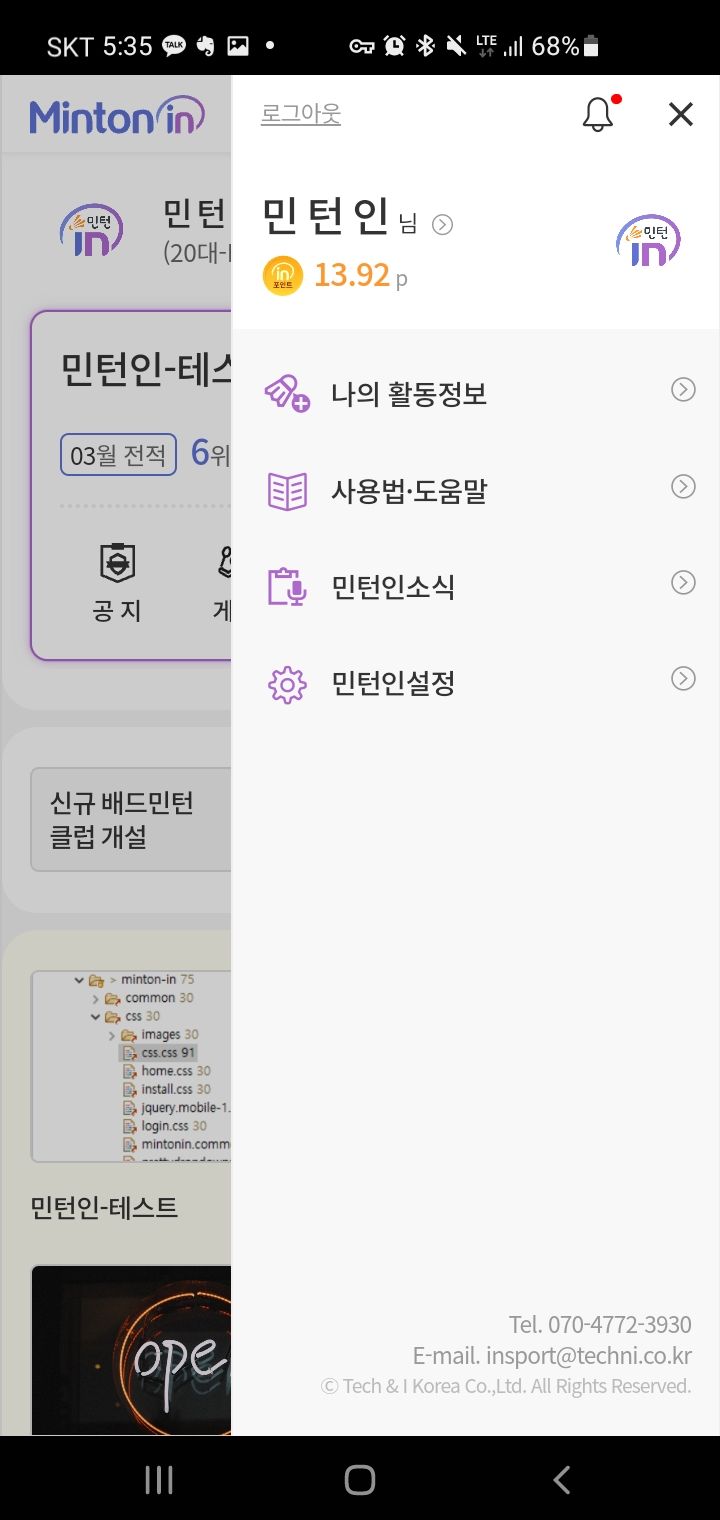 SKT 5:35 TALK LTE 68%
Minton in
로그아웃
민턴 in
민 턴
(20대-
민 턴 인 님
민턴 in
in 포인트 13.92 p
민턴인-테스
03월 전적 6위
공 지
게
나의 활동정보
사용법·도움말
민턴인소식
민턴인설정
신규 배드민턴
클럽 개설
> minton-in 75
common 30
css 30
images 30
css.css 91
home.css 30
install.css 30
jquery.mobile-1.
login.css 30
mintonin.comm
민턴인-테스트
ope
Tel. 070-4772-3930
E-mail. insport@techni.co.kr
© Tech & I Korea Co.,Ltd. All Rights Reserved.